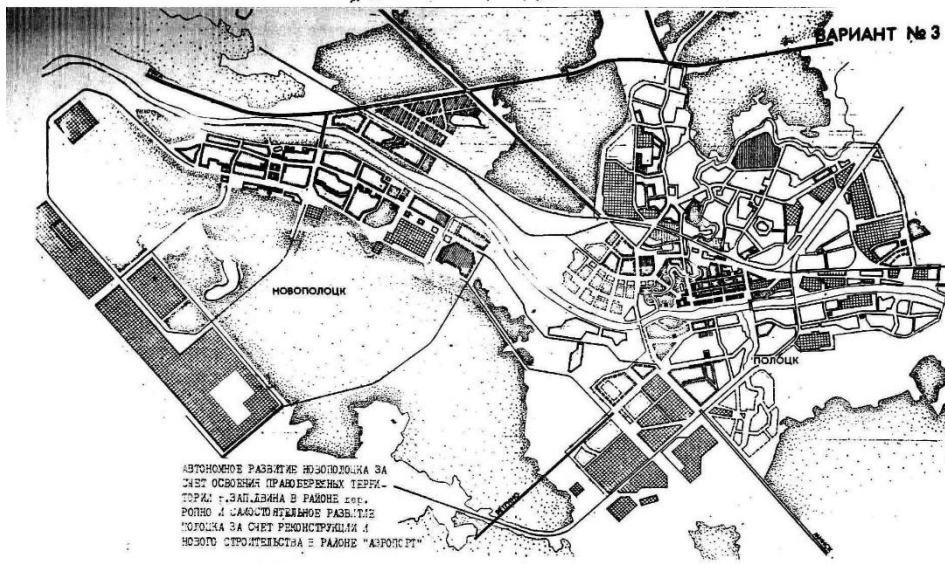 ВАРИАНТ № 3
НОВОПОЛОЦК
ПОЛОЦК
АВТОНОМНОЕ РАЗВИТИЕ НОВОПОЛОЦКА ЗА
СЧЕТ ОСВОЕНИЯ ПРАВОБЕРЕЖНЫХ ТЕРРИ-
ТОРИЙ р.ЗАП.ДВИНА В РАЙОНЕ дер.
РОПНО И САМОСТОЯТЕЛЬНОЕ РАЗВИТИЕ
ПОЛОЦКА ЗА СЧЕТ РЕКОНСТРУКЦИИ И
НОВОГО СТРОИТЕЛЬСТВА В РАЙОНЕ "АЭРОПОРТ"